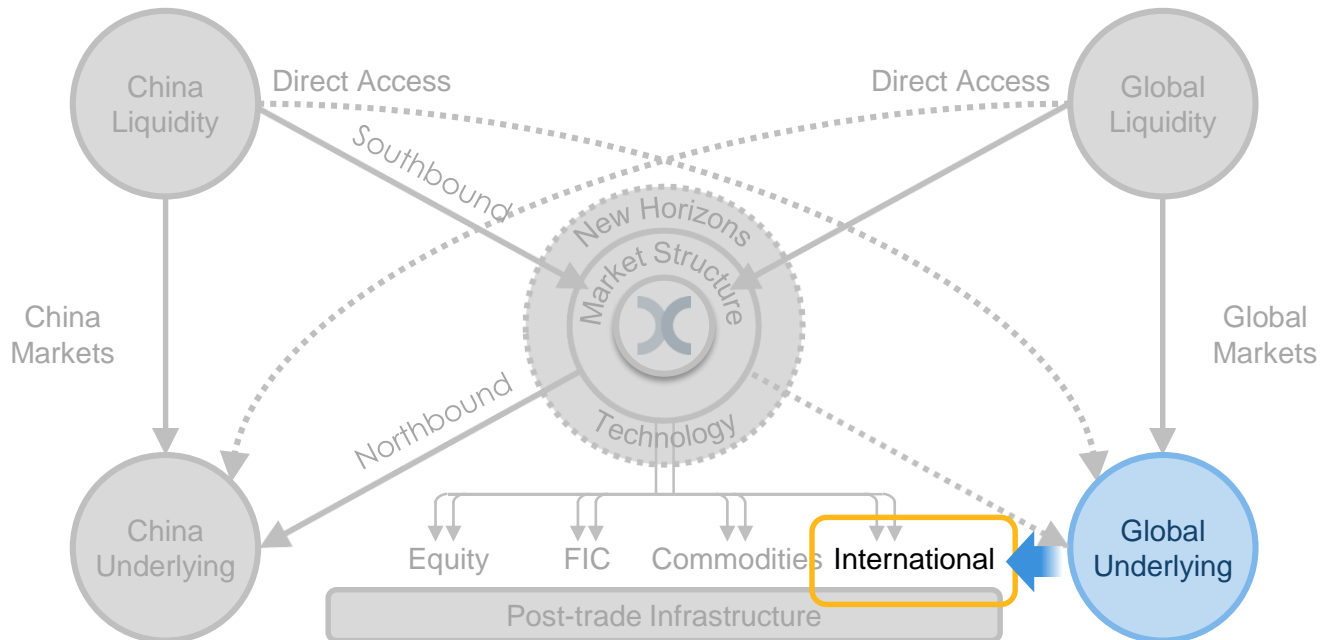 China
Liquidity
Direct Access
Direct Access
Global
Liquidity
Southbound
New Horizons
Market Structure
China
Markets
Global
Markets
Northbound
Technology
China
Underlying
Equity
FIC
Commodities
International
Global
Underlying
Post-trade Infrastructure